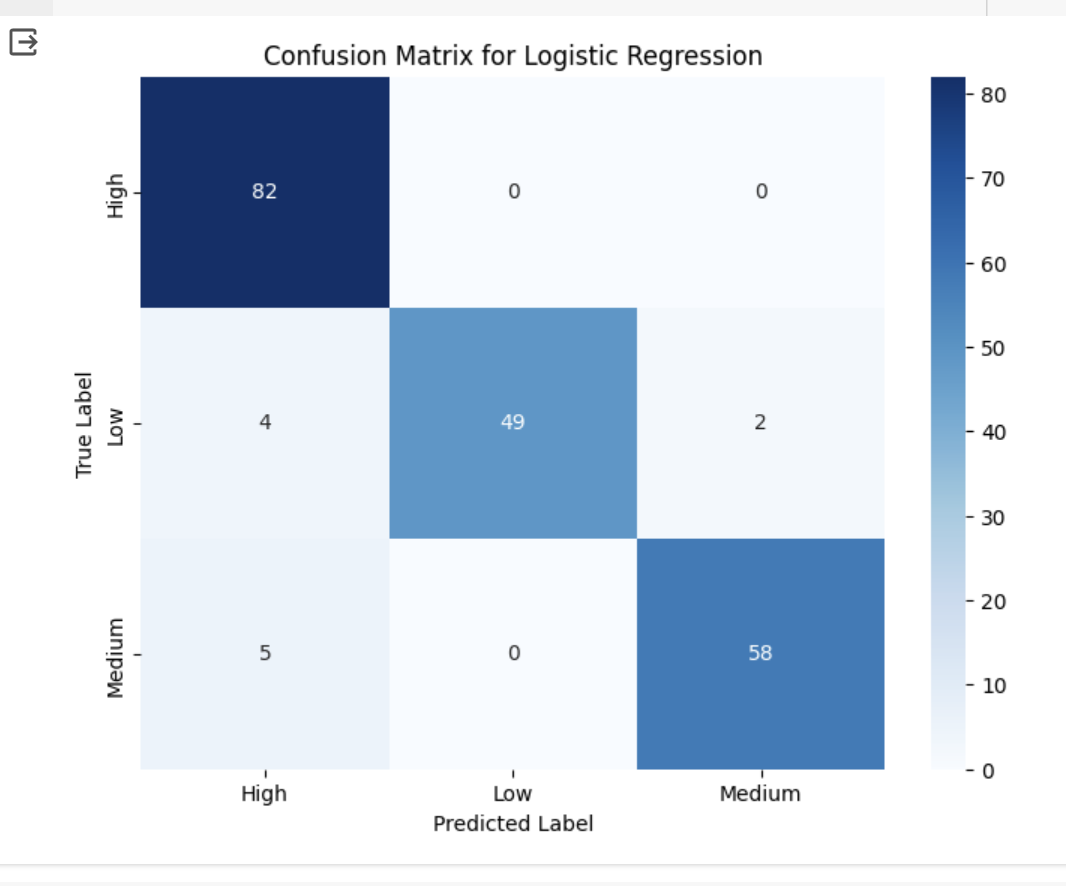 Confusion Matrix for Logistic Regression
80
70
60
50
40
30
20
10
0
True Label
High
82
0
0
Low
4
49
2
Medium
5
0
58
High
Low
Medium
Predicted Label